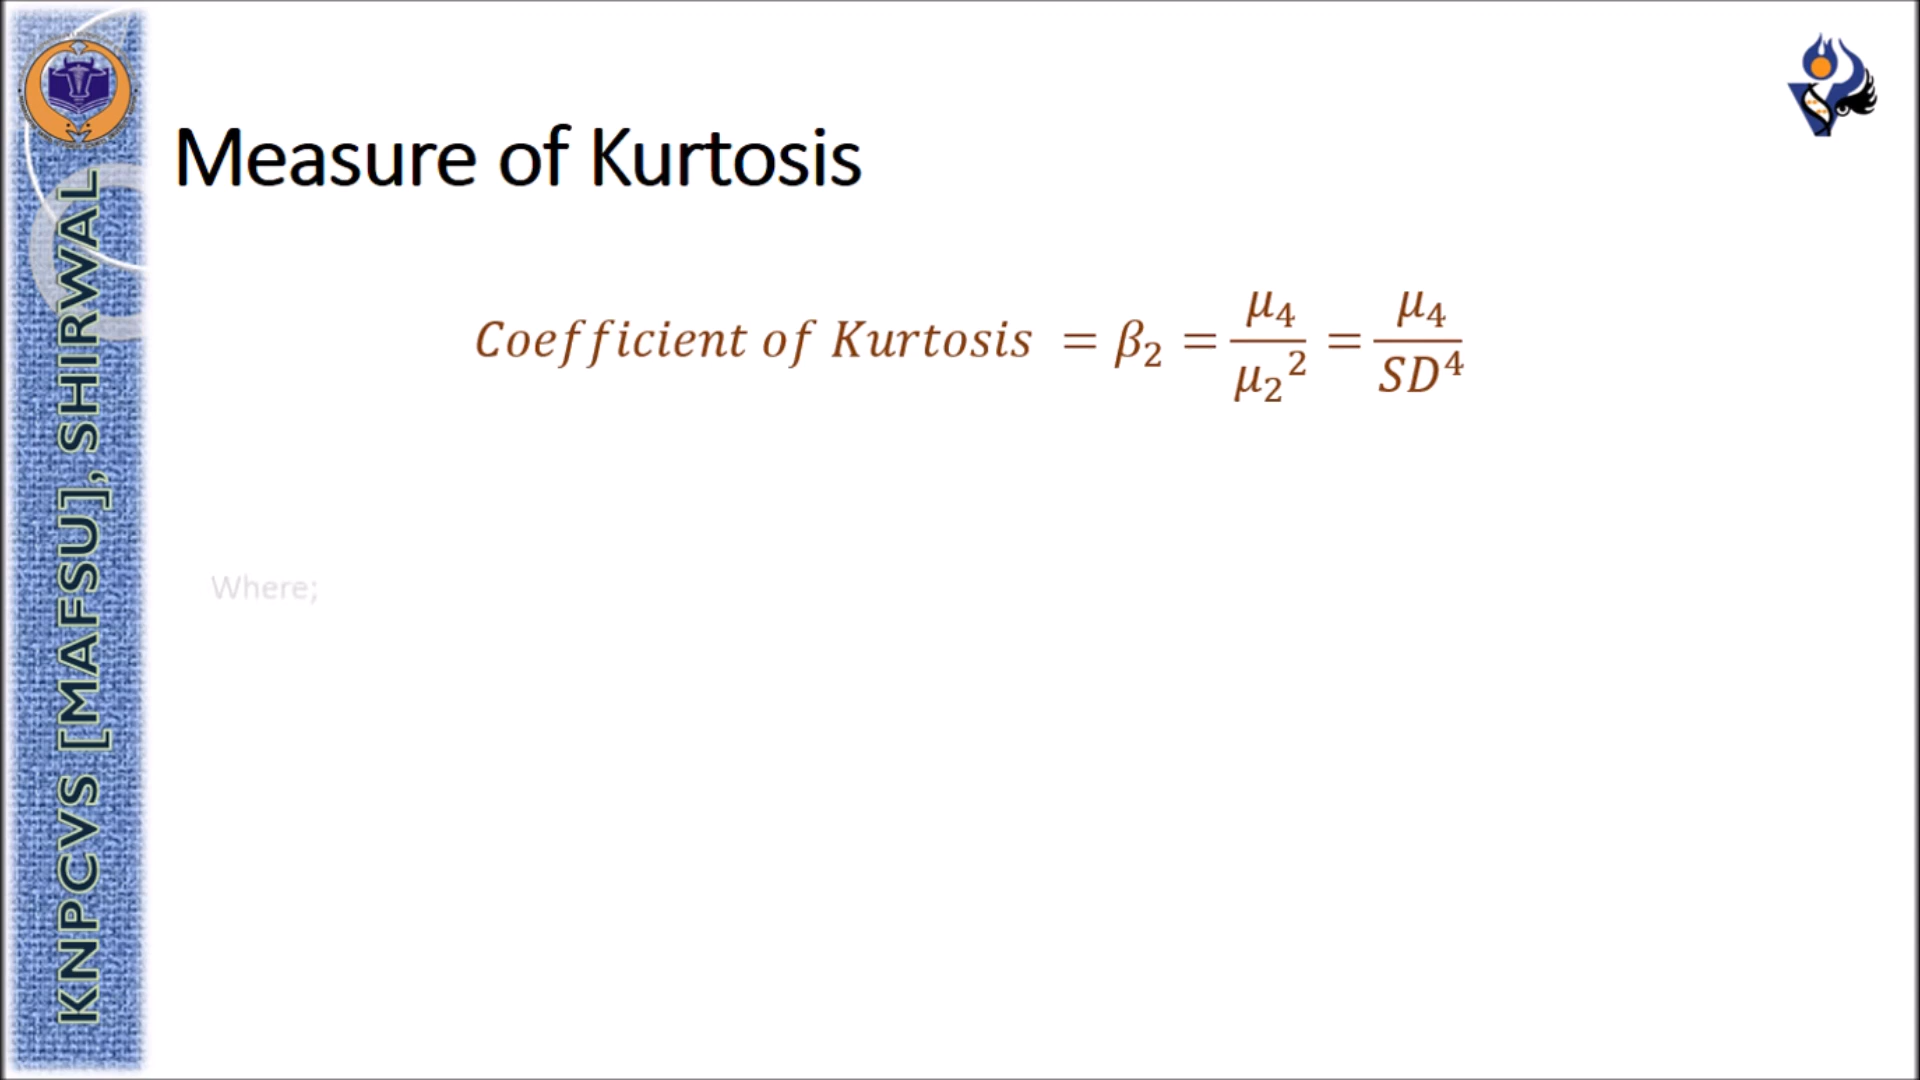 KNPCVS [MAFSU], SHIRWAL
Measure of Kurtosis
Coefficient of Kurtosis = β₂ = μ₄ / μ₂² = μ₄ / SD⁴
Where;